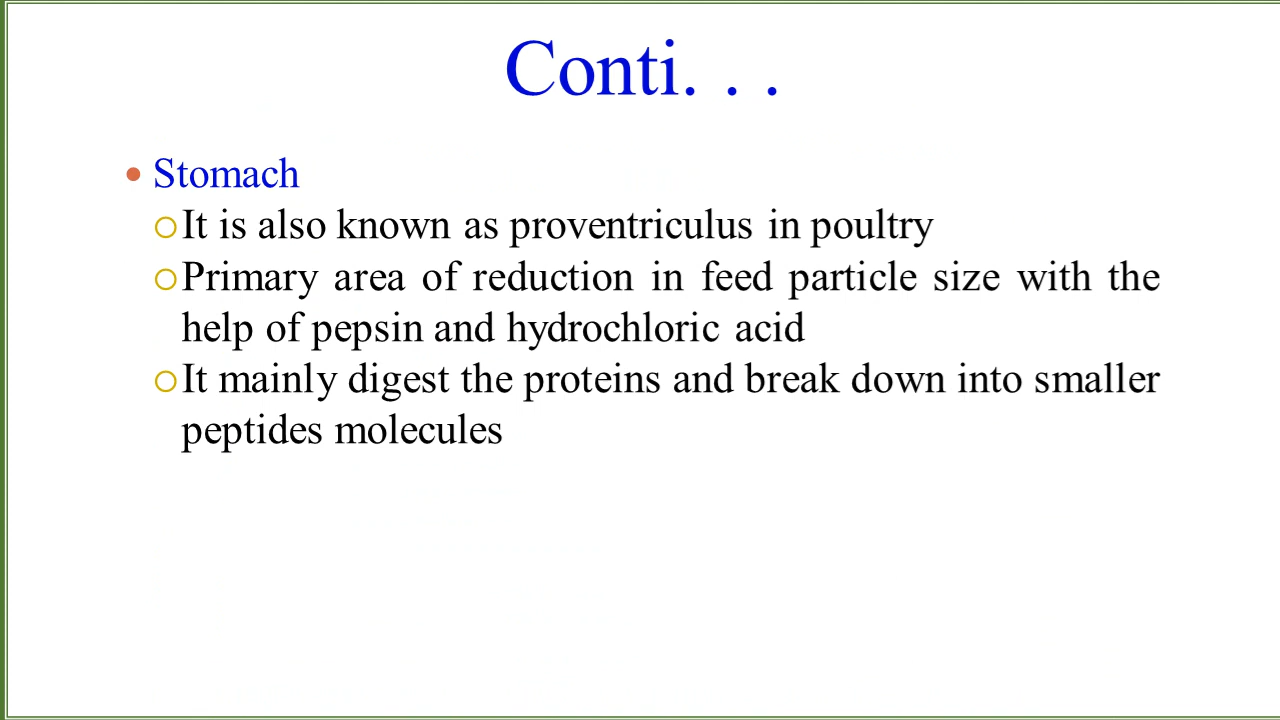 Conti. . .
• Stomach
○It is also known as proventriculus in poultry
○Primary area of reduction in feed particle size with the
help of pepsin and hydrochloric acid
○It mainly digest the proteins and break down into smaller
peptides molecules